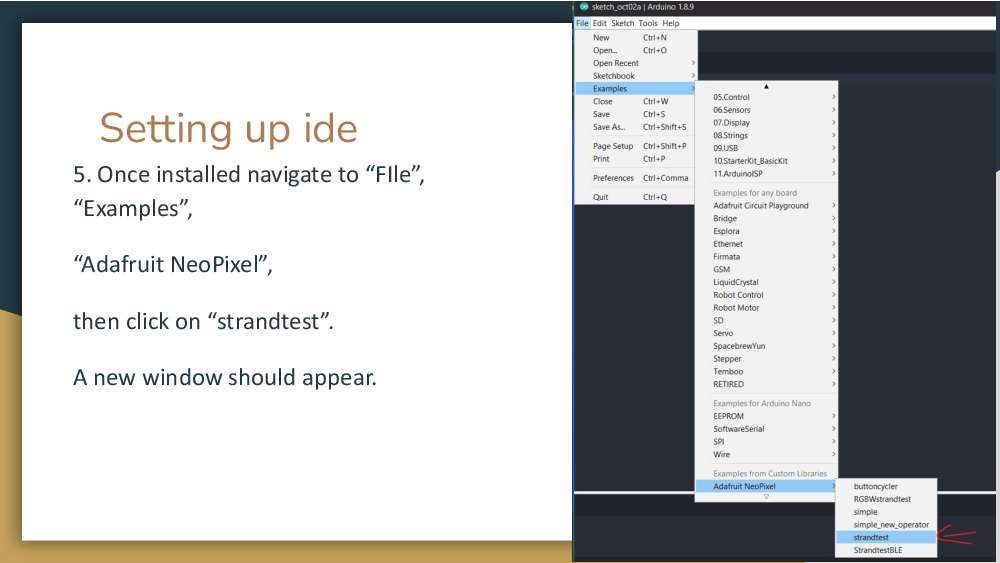 Setting up ide
5. Once installed navigate to “FIle”,
“Examples”,
“Adafruit NeoPixel”,
then click on “strandtest”.
A new window should appear.
sketch_oct02a | Arduino 1.8.9
File Edit Sketch Tools Help
New Ctrl+N
Open... Ctrl+O
Open Recent
Sketchbook
Examples
Close Ctrl+W
Save Ctrl+S
Save As... Ctrl+Shift+S
Page Setup Ctrl+Shift+P
Print Ctrl+P
Preferences Ctrl+Comma
Quit Ctrl+Q
05.Control
06.Sensors
07.Display
08.Strings
09.USB
10.StarterKit_BasicKit
11.ArduinoISP
Examples for any board
Adafruit Circuit Playground
Bridge
Esplora
Ethernet
Firmata
GSM
LiquidCrystal
Robot Control
Robot Motor
SD
Servo
SpacebrewYun
Stepper
Temboo
RETIRED
Examples for Arduino Nano
EEPROM
SoftwareSerial
SPI
Wire
Examples from Custom Libraries
Adafruit NeoPixel
buttoncycler
RGBWstrandtest
simple
simple_new_operator
strandtest
StrandtestBLE